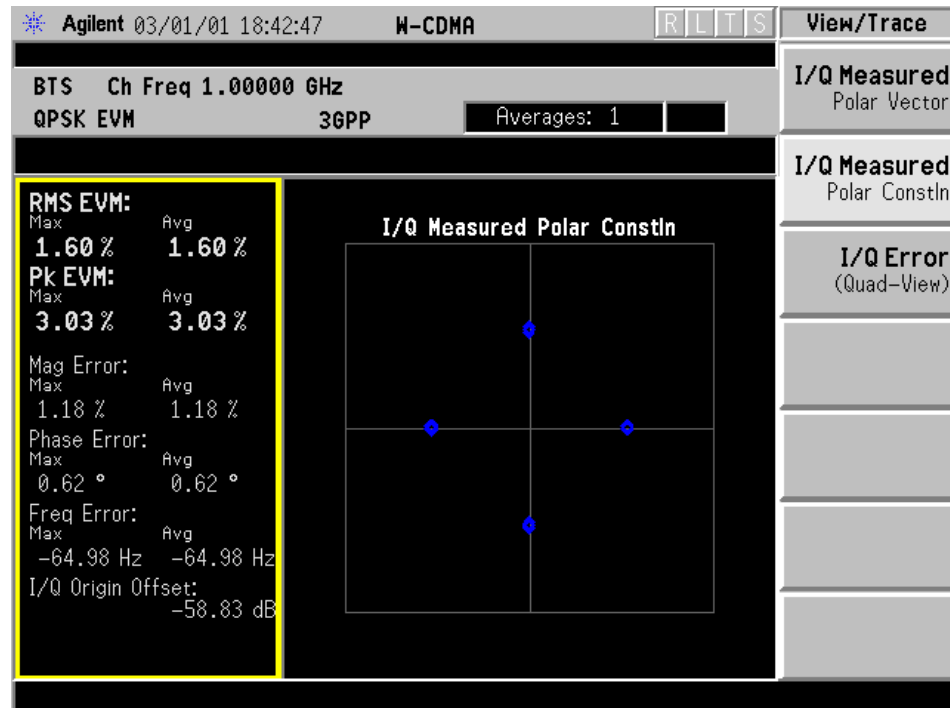 Agilent 03/01/01 18:42:47 W-CDMA R L T S View/Trace
BTS Ch Freq 1.00000 GHz
QPSK EVM 3GPP Averages: 1
RMS EVM:
Max Avg
1.60 % 1.60 %
Pk EVM:
Max Avg
3.03 % 3.03 %
Mag Error:
Max Avg
1.18 % 1.18 %
Phase Error:
Max Avg
0.62 ° 0.62 °
Freq Error:
Max Avg
-64.98 Hz -64.98 Hz
I/Q Origin Offset:
-58.83 dB
I/Q Measured Polar Constln
I/Q Measured
Polar Vector
I/Q Measured
Polar Constln
I/Q Error
(Quad-View)